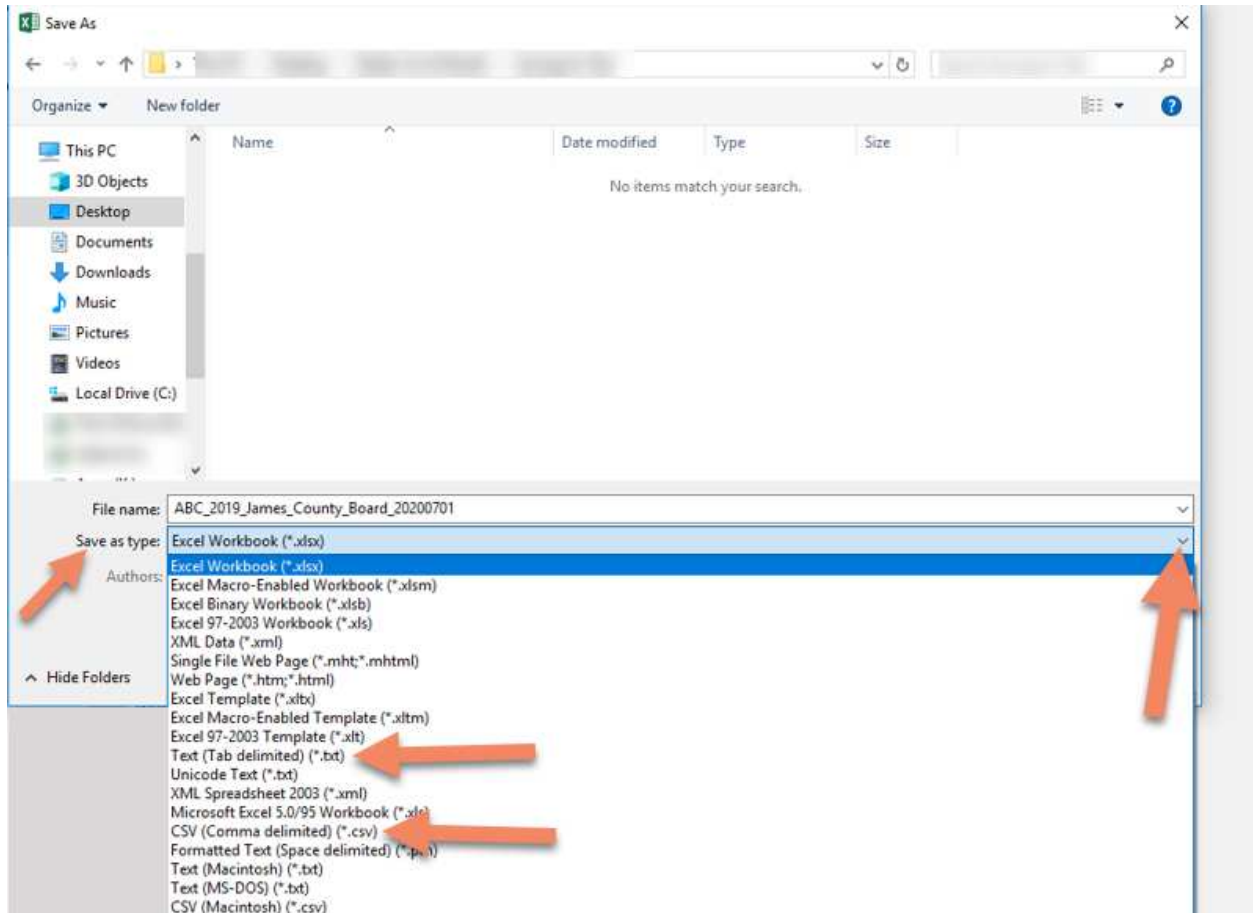 Save As
Organize New folder
Name Date modified Type Size
No items match your search.
This PC
3D Objects
Desktop
Documents
Downloads
Music
Pictures
Videos
Local Drive (C:)
File name: ABC_2019_James_County_Board_20200701
Save as type: Excel Workbook (*.xlsx)
Authors:
Excel Workbook (*.xlsx)
Excel Macro-Enabled Workbook (*.xlsm)
Excel Binary Workbook (*.xlsb)
Excel 97-2003 Workbook (*.xls)
XML Data (*.xml)
Single File Web Page (*.mht;*.mhtml)
Hide Folders
Web Page (*.htm;*.html)
Excel Template (*.xltx)
Excel Macro-Enabled Template (*.xltm)
Excel 97-2003 Template (*.xlt)
Text (Tab delimited) (*.txt)
Unicode Text (*.txt)
XML Spreadsheet 2003 (*.xml)
Microsoft Excel 5.0/95 Workbook (*.xls)
CSV (Comma delimited) (*.csv)
Formatted Text (Space delimited)
Text (Macintosh) (*.txt)
Text (MS-DOS) (*.txt)
CSV (Macintosh) (*.csv)